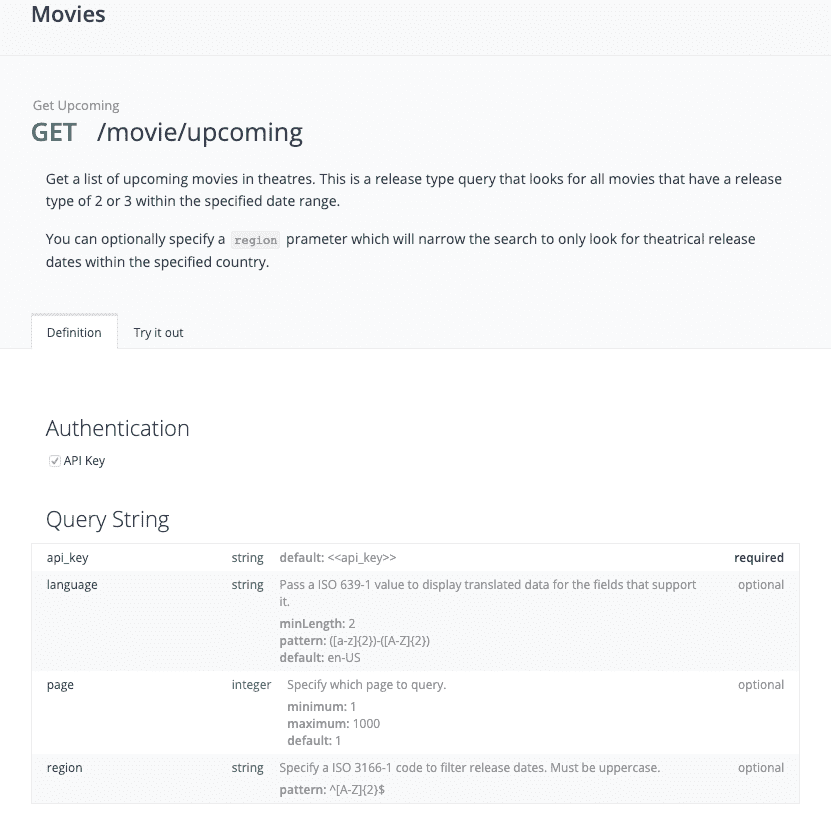 Movies
Get Upcoming
GET /movie/upcoming
Get a list of upcoming movies in theatres. This is a release type query that looks for all movies that have a release
type of 2 or 3 within the specified date range.
You can optionally specify a region prameter which will narrow the search to only look for theatrical release
dates within the specified country.
Definition Try it out
Authentication
API Key
Query String
api_key string default: <<api_key>> required
language string Pass a ISO 639-1 value to display translated data for the fields that support optional
it.
minLength: 2
pattern: ([a-z]{2})-([A-Z]{2})
default: en-US
page integer Specify which page to query. optional
minimum: 1
maximum: 1000
default: 1
region string Specify a ISO 3166-1 code to filter release dates. Must be uppercase. optional
pattern: ^[A-Z]{2}$